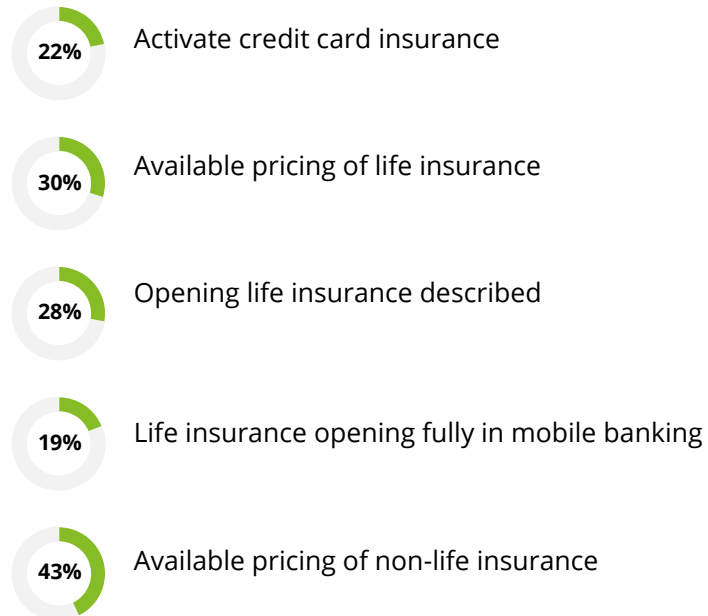 22%
Activate credit card insurance
30%
Available pricing of life insurance
28%
Opening life insurance described
19%
Life insurance opening fully in mobile banking
43%
Available pricing of non-life insurance